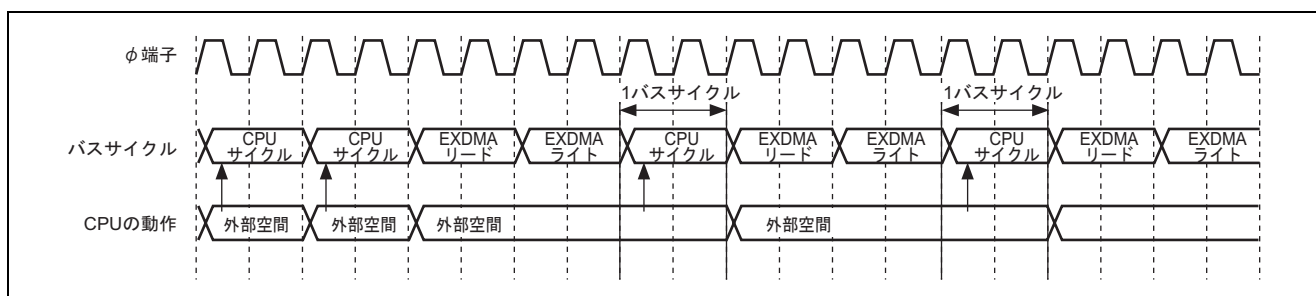 φ端子
1バスサイクル 1バスサイクル
バスサイクル
CPU
サイクル
CPU
サイクル
EXDMA
リード
EXDMA
ライト
CPU
サイクル
EXDMA
リード
EXDMA
ライト
CPU
サイクル
EXDMA
リード
EXDMA
ライト
CPUの動作 外部空間 外部空間 外部空間 外部空間